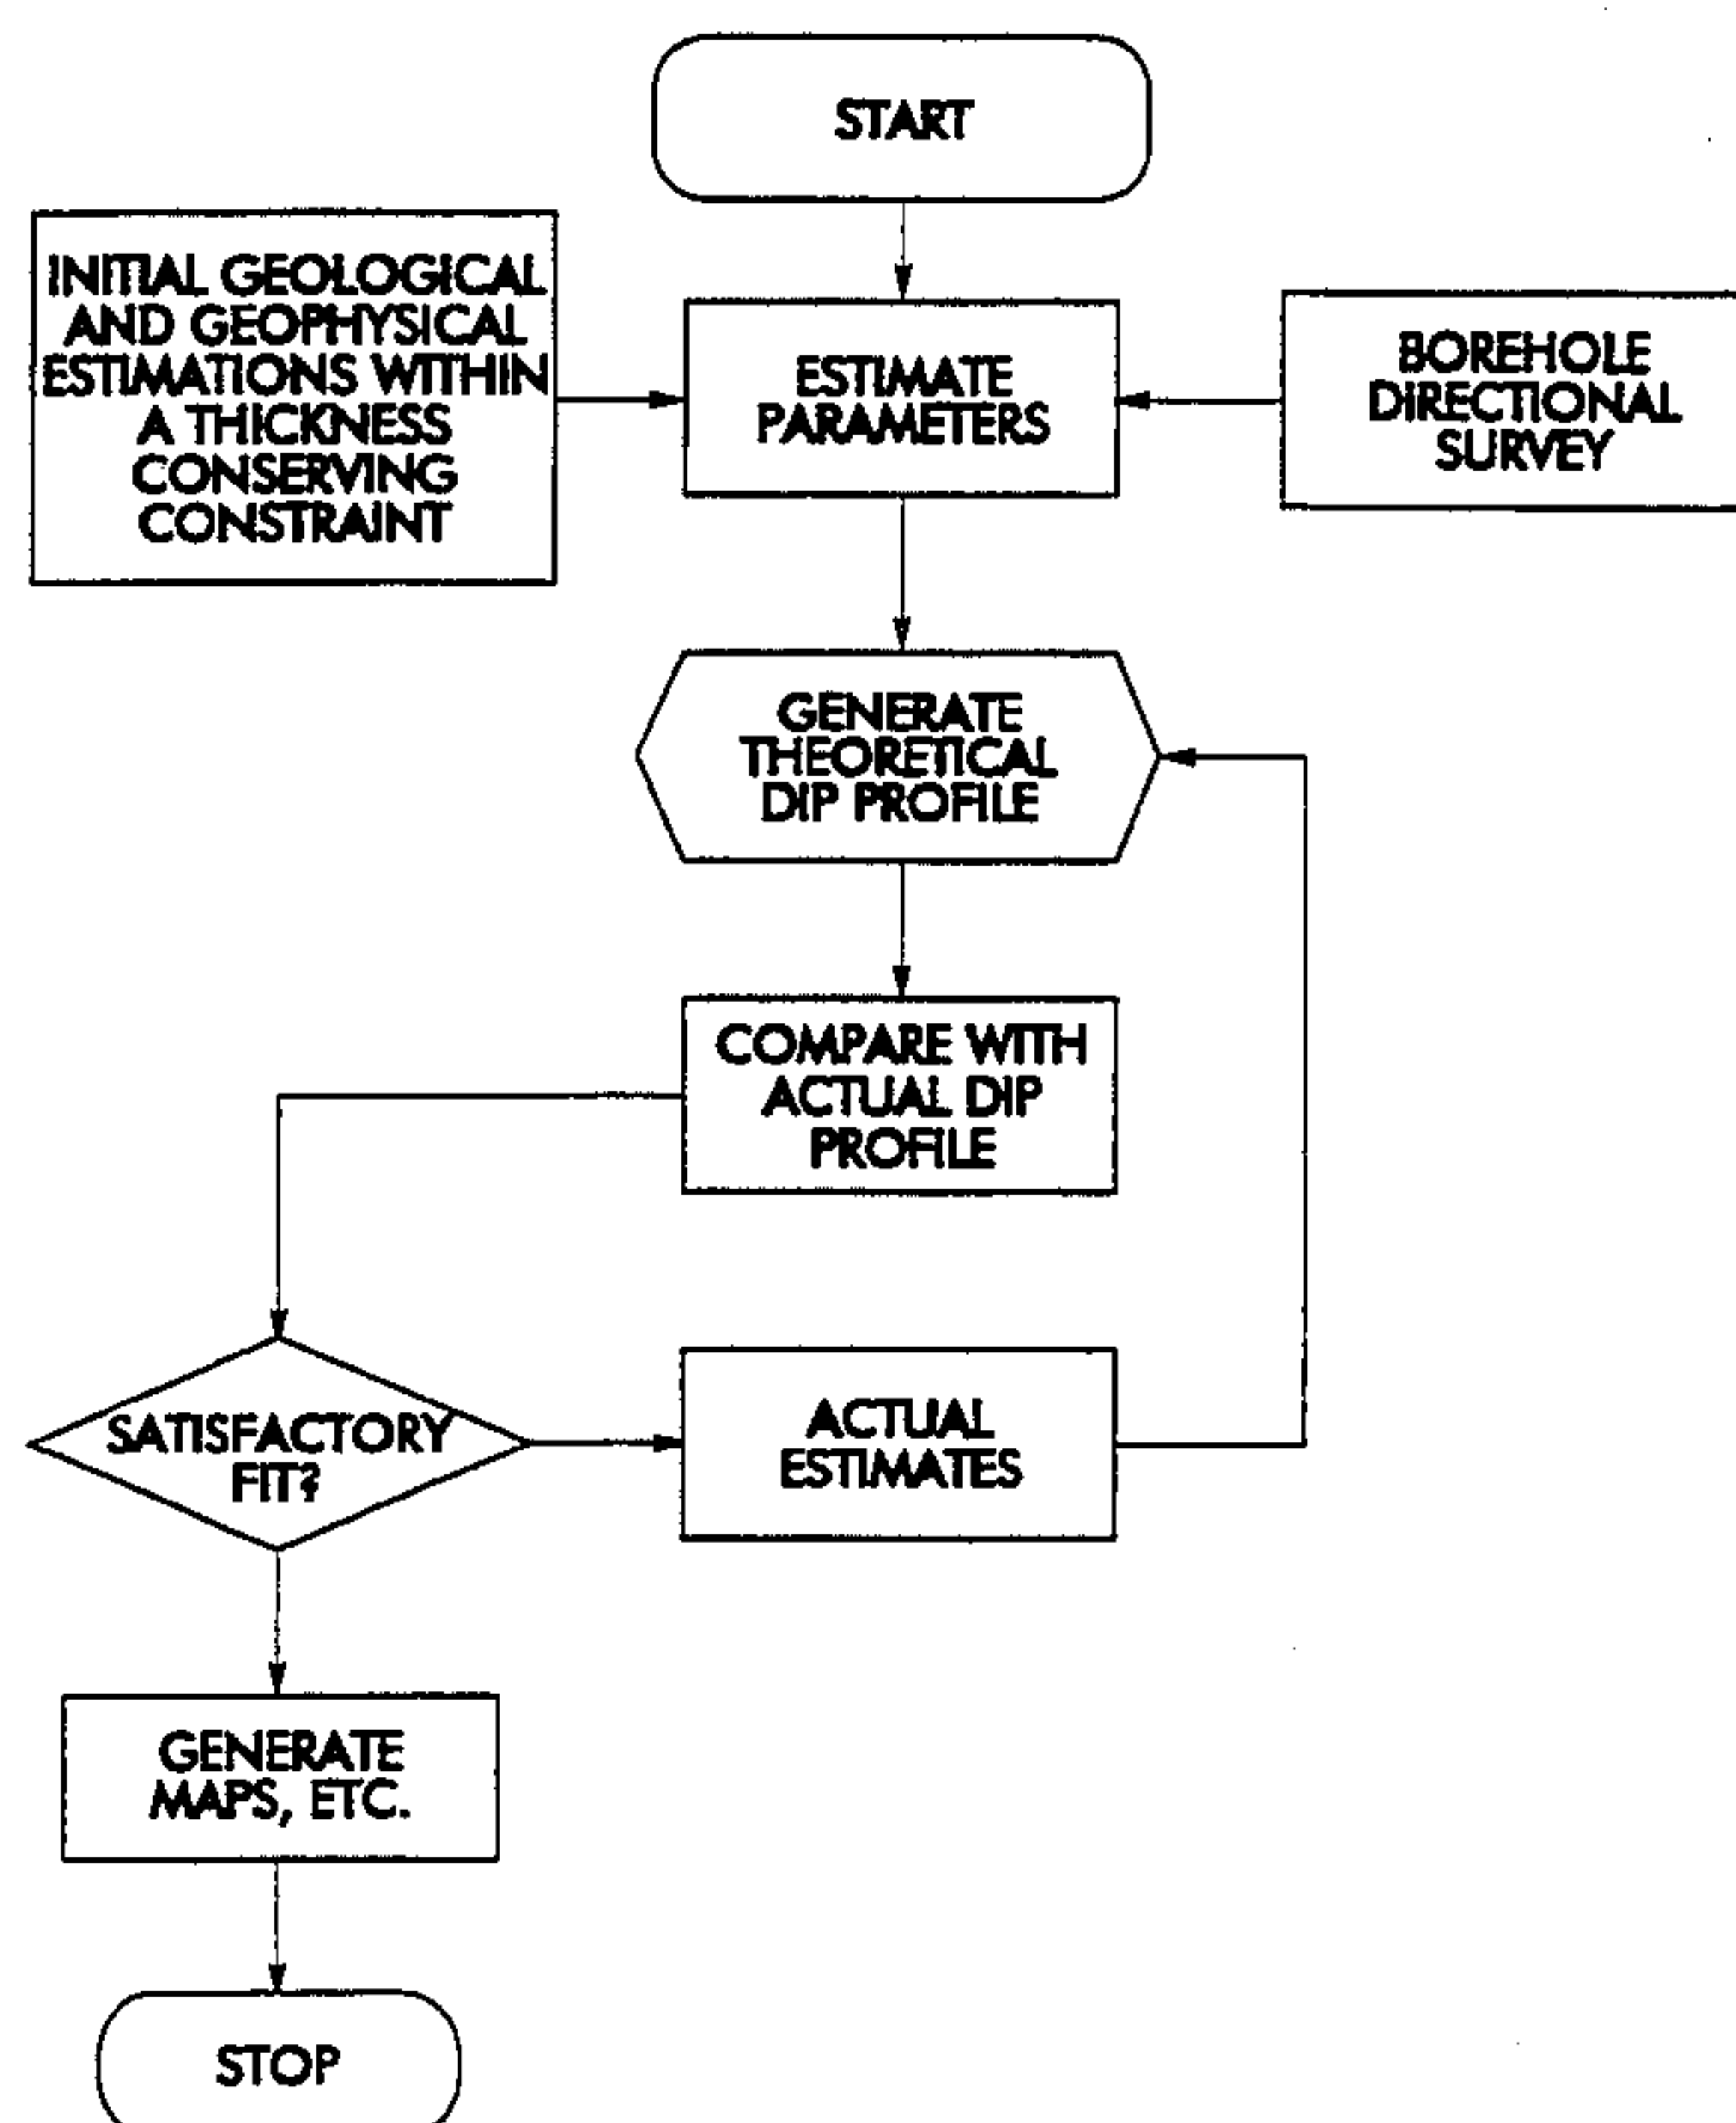 START
INITIAL GEOLOGICAL
AND GEOPHYSICAL
ESTIMATIONS WITHIN
A THICKNESS
CONSERVING
CONSTRAINT
ESTIMATE
PARAMETERS
BOREHOLE
DIRECTIONAL
SURVEY
GENERATE
THEORETICAL
DIP PROFILE
COMPARE WITH
ACTUAL DIP
PROFILE
SATISFACTORY
FIT?
ACTUAL
ESTIMATES
GENERATE
MAPS, ETC.
STOP